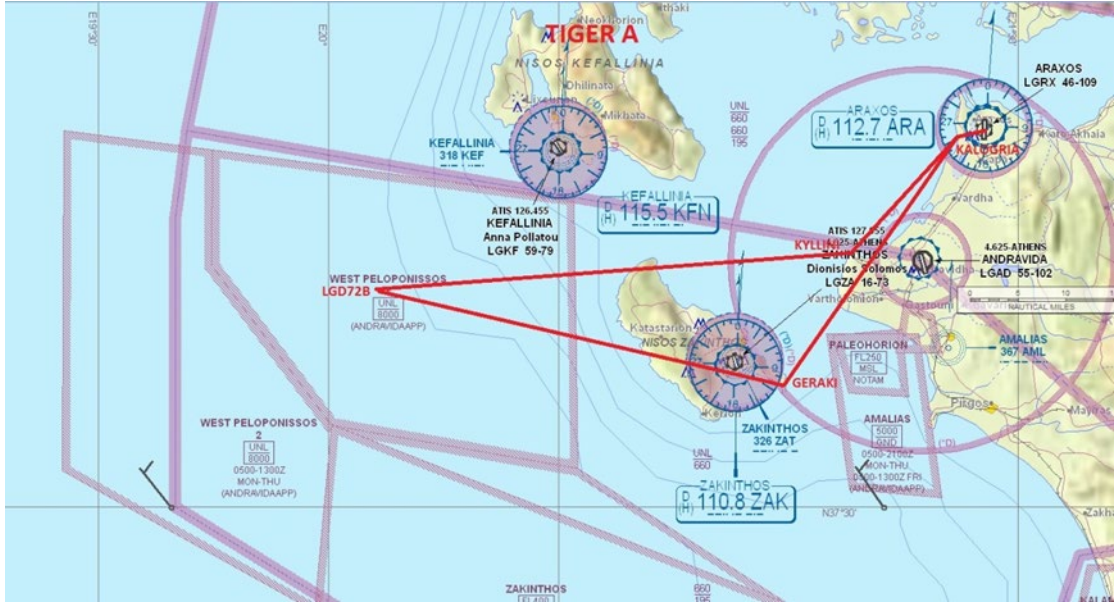 E19°30'
E20°
E21°30'
TIGER A
Neokhorion
Ithaki
NISOS KEFALLINIA
Dhilinata
Lixourion
Mikhata
KEFALLINIA
318 KEF
KEFALLINIA
D
(H) 115.5 KFN
ATIS 126.455
KEFALLINIA
Anna Pollatou
LGKF 59-79
UNL
660
660
195
ARAXOS
LGRX 46-109
ARAXOS
D
(H) 112.7 ARA
KALOGRIA
Kato Akhaia
Vardha
WEST PELOPONISSOS
UNL
8000
(ANDRAVIDAAPP)
LGD72B
KYLLINI
ZAKINTHOS
Dionisios Solomos
LGZA 16-73
4.625-ATHENS
ANDRAVIDA
LGAD 55-102
Vartholomion
Gastouni
NAUTICAL MILES
Katastarion
NISOS ZAKINTHOS
Kerion
GERAKI
ZAKINTHOS
326 ZAT
ZAKINTHOS
D
(H) 110.8 ZAK
PALEOHORION
FL250
MSL
NOTAM
AMALIAS
367 AML
Pirgos
AMALIAS
5000
GND
0500-2100Z
MON-THU
0500-1300Z FRI
(ANDRAVIDAAPP)
WEST PELOPONISSOS
2
UNL
8000
0500-1300Z
MON-THU
(ANDRAVIDAAPP)
UNL
660
N37°30'
ZAKINTHOS
FL400
660
195